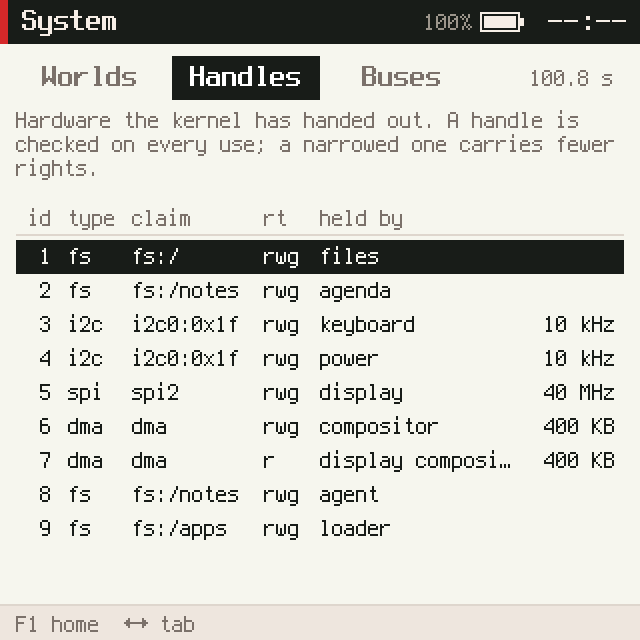 System 100% --:--
Worlds Handles Buses 100.8 s
Hardware the kernel has handed out. A handle is
checked on every use; a narrowed one carries fewer
rights.
id type claim rt held by
1 fs fs:/ rwg files
2 fs fs:/notes rwg agenda
3 i2c i2c0:0x1f rwg keyboard 10 kHz
4 i2c i2c0:0x1f rwg power 10 kHz
5 spi spi2 rwg display 40 MHz
6 dma dma rwg compositor 400 KB
7 dma dma r display composi… 400 KB
8 fs fs:/notes rwg agent
9 fs fs:/apps rwg loader
F1 home ↔ tab